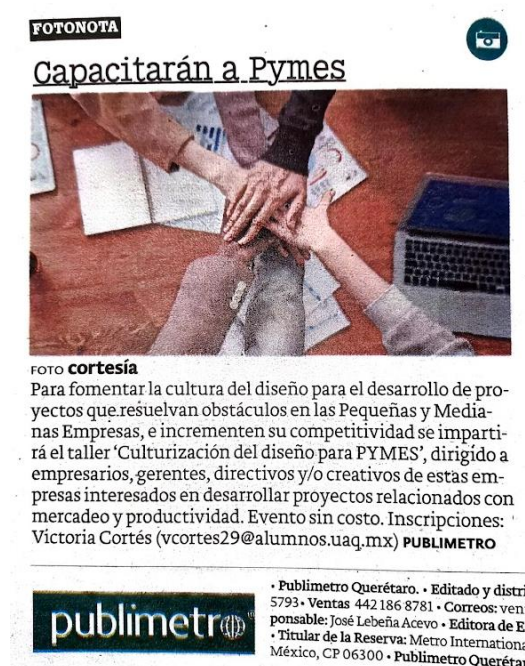 FOTONOTA
Capacitarán a Pymes
FOTO cortesía
Para fomentar la cultura del diseño para el desarrollo de pro-
yectos que resuelvan obstáculos en las Pequeñas y Media-
nas Empresas, e incrementen su competitividad se imparti-
rá el taller ‘Culturización del diseño para PYMES’, dirigido a
empresarios, gerentes, directivos y/o creativos de estas em-
presas interesados en desarrollar proyectos relacionados con
mercadeo y productividad. Evento sin costo. Inscripciones:
Victoria Cortés (vcortes29@alumnos.uaq.mx) PUBLIMETRO
publimetro
• Publimetro Querétaro. • Editado y distri
5793 • Ventas 442 186 8781 • Correos: ven
ponsable: José Lebeña Acevo • Editora de E
• Titular de la Reserva: Metro Internationa
México, CP 06300 • Publimetro Querétar